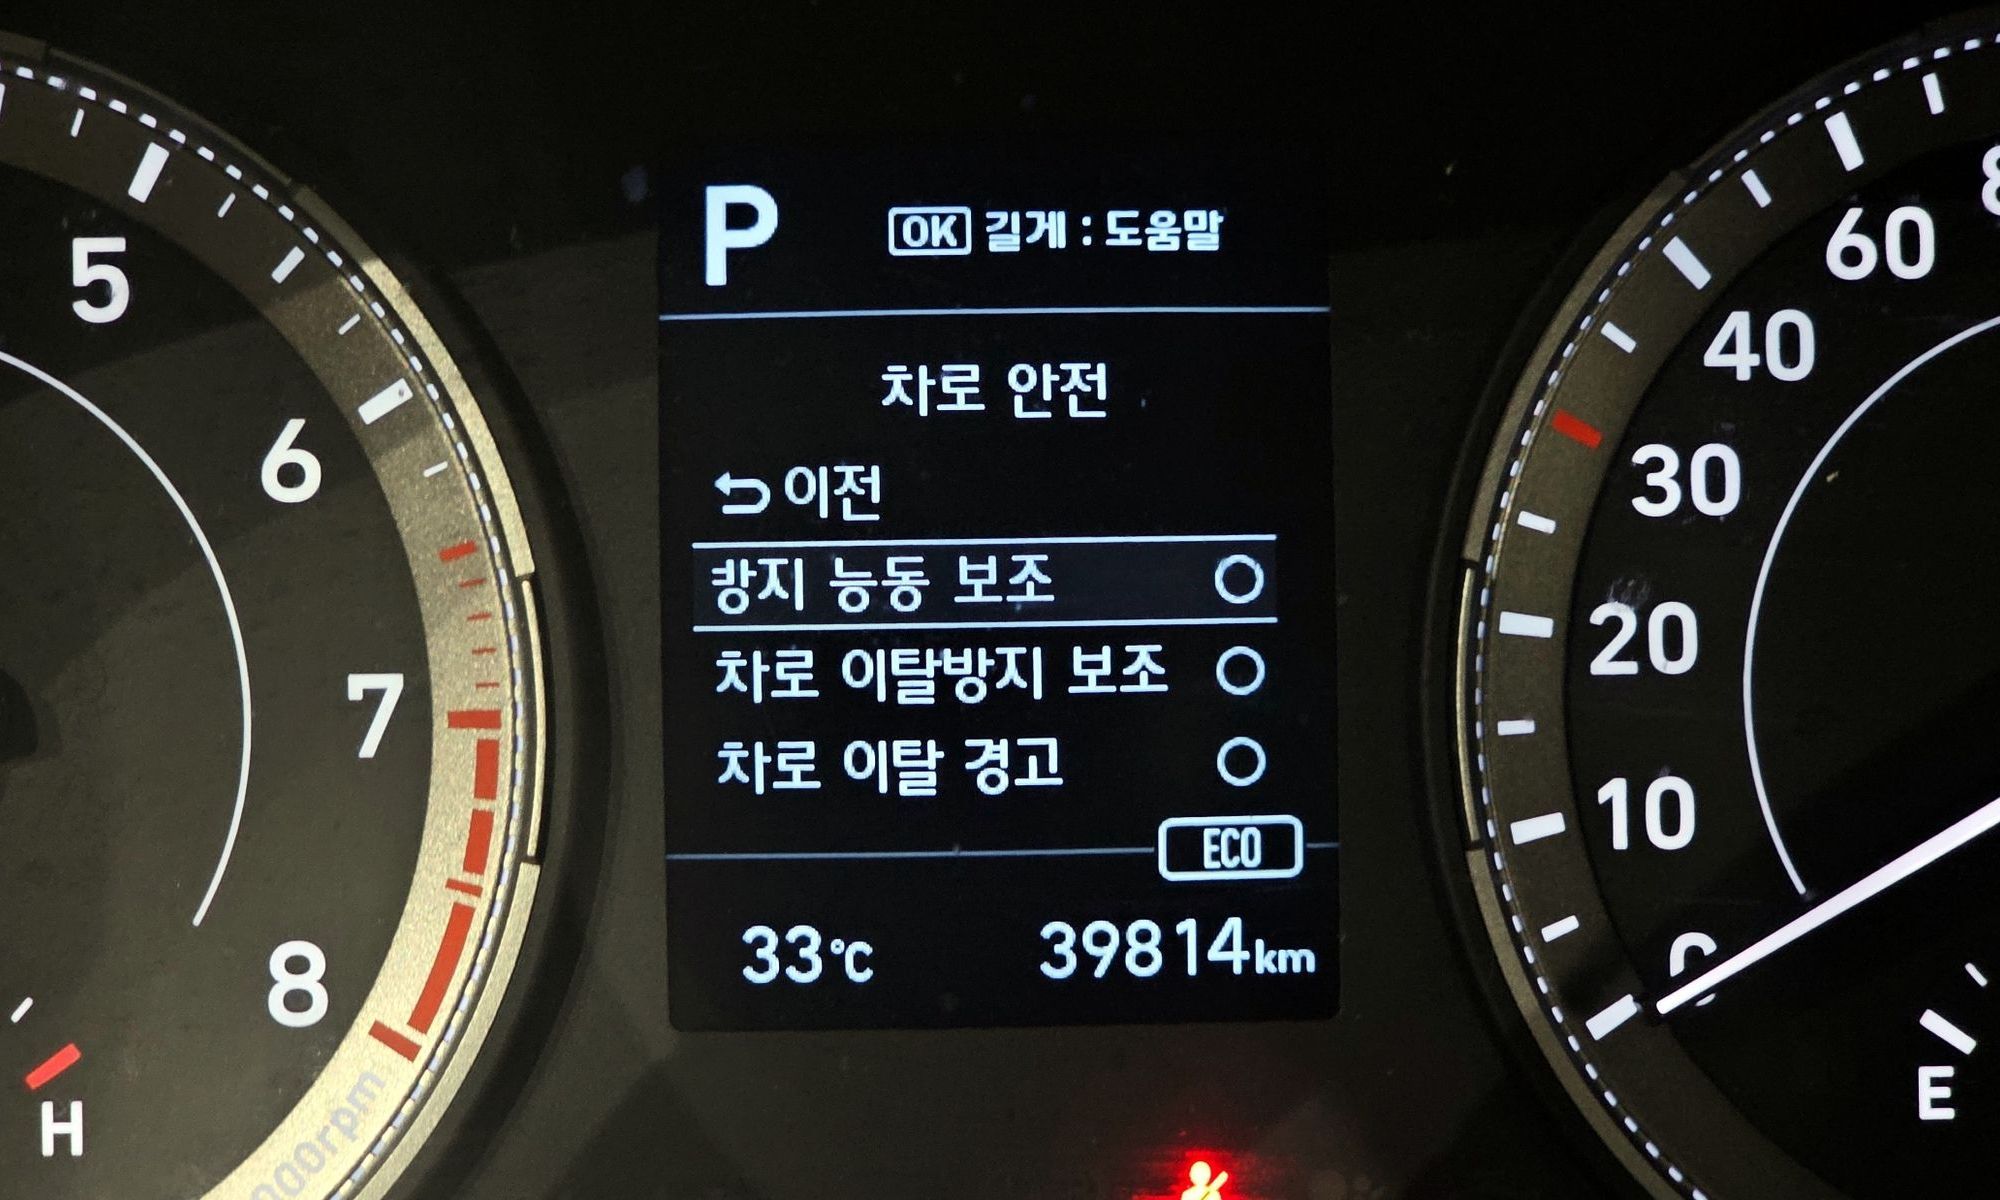 P
OK 길게 : 도움말
차로 안전
이전
방지 능동 보조
차로 이탈방지 보조
차로 이탈 경고
ECO
33℃ 39814km
5
6
7
8
H
000rpm
60
40
30
20
10
0
E